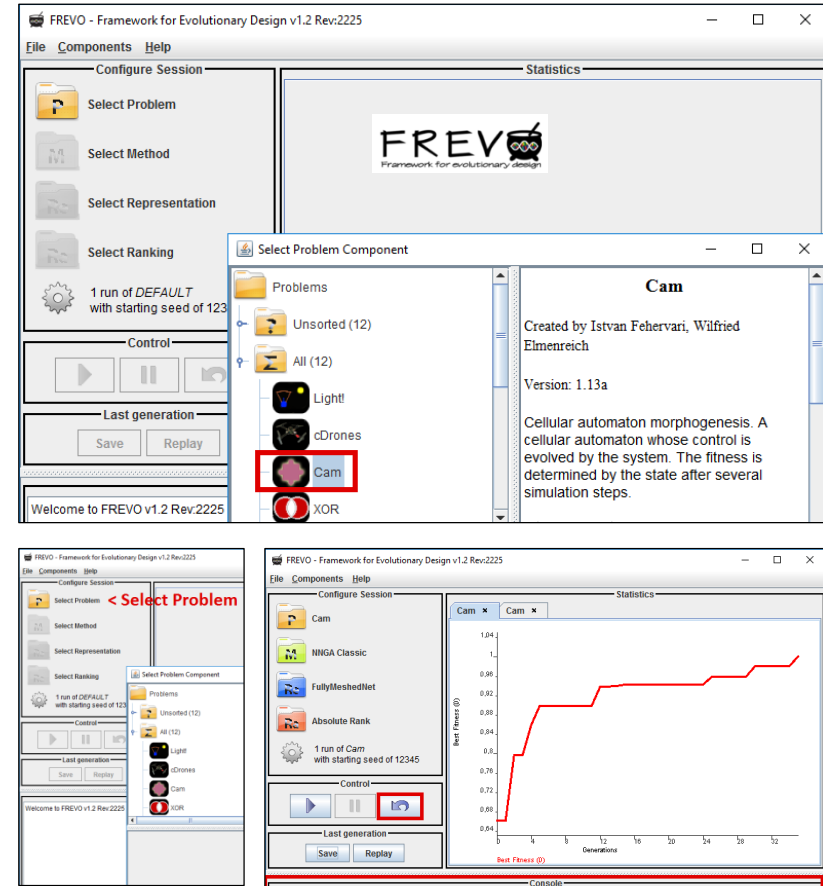 FREVO - Framework for Evolutionary Design v1.2 Rev:2225
File Components Help
Configure Session
Statistics
Select Problem
FREVO
Framework for evolutionary design
Select Method
Select Representation
Select Ranking
1 run of DEFAULT
with starting seed of 123
Control
Last generation
Save Replay
Welcome to FREVO v1.2 Rev:2225
Select Problem Component
Problems
Unsorted (12)
All (12)
Light!
cDrones
Cam
XOR
Cam
Created by Istvan Fehervari, Wilfried
Elmenreich
Version: 1.13a
Cellular automaton morphogenesis. A
cellular automaton whose control is
evolved by the system. The fitness is
determined by the state after several
simulation steps.
FREVO - Framework for Evolutionary Design v1.2 Rev:2225
File Components Help
Configure Session
Select Problem
< Select Problem
Select Method
Select Representation
Select Ranking
1 run of DEFAULT
with starting seed of 123
Control
Last generation
Save Replay
Welcome to FREVO v1.2 Rev:2225
Select Problem Component
Problems
Unsorted (12)
All (12)
Light!
cDrones
Cam
XOR
FREVO - Framework for Evolutionary Design v1.2 Rev:2225
File Components Help
Configure Session
Cam
NNGA Classic
FullyMeshedNet
Absolute Rank
1 run of Cam
with starting seed of 12345
Control
Last generation
Save Replay
Statistics
Cam × Cam ×
1,04
1
0,96
0,92
0,88
0,84
0,8
0,76
0,72
0,68
0,64
Best Fitness (0)
0 4 8 12 16 20 24 28 32
Generations
Best Fitness (0)
Console